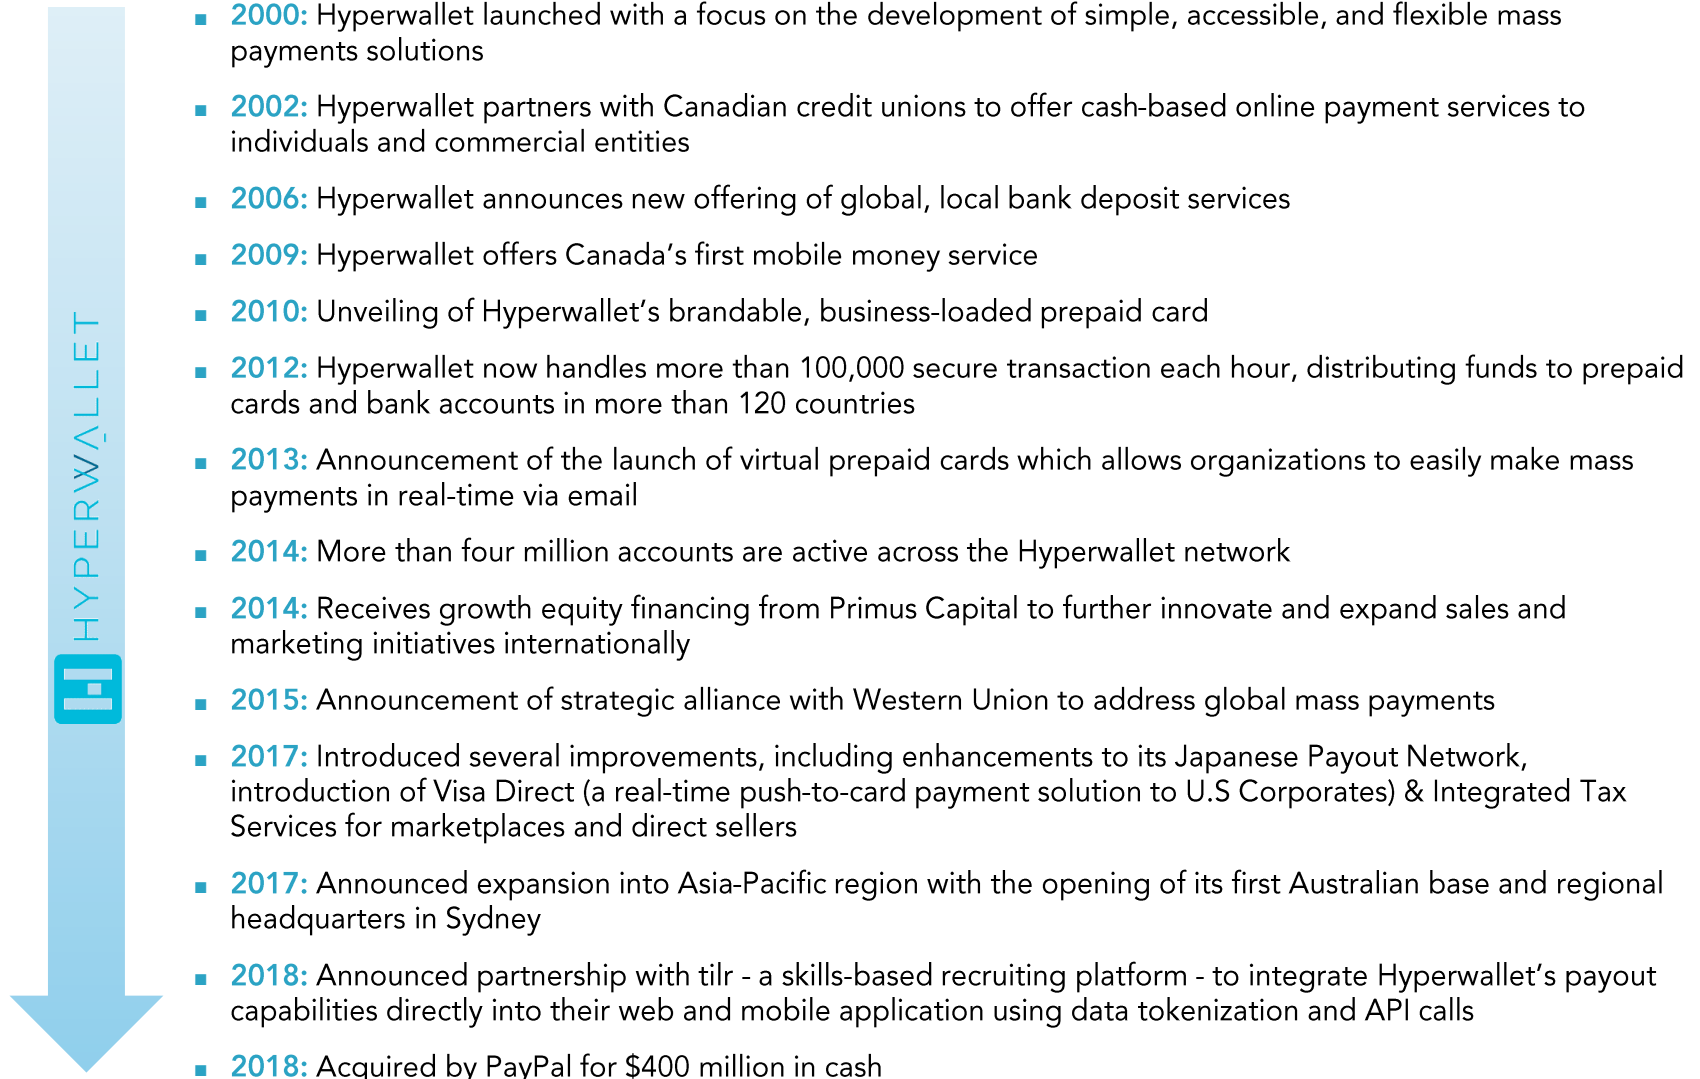 2000: Hyperwallet launched with a focus on the development of simple, accessible, and flexible mass
payments solutions
2002: Hyperwallet partners with Canadian credit unions to offer cash-based online payment services to
individuals and commercial entities
2006: Hyperwallet announces new offering of global, local bank deposit services
2009: Hyperwallet offers Canada’s first mobile money service
2010: Unveiling of Hyperwallet’s brandable, business-loaded prepaid card
2012: Hyperwallet now handles more than 100,000 secure transaction each hour, distributing funds to prepaid
cards and bank accounts in more than 120 countries
2013: Announcement of the launch of virtual prepaid cards which allows organizations to easily make mass
payments in real-time via email
2014: More than four million accounts are active across the Hyperwallet network
2014: Receives growth equity financing from Primus Capital to further innovate and expand sales and
marketing initiatives internationally
2015: Announcement of strategic alliance with Western Union to address global mass payments
2017: Introduced several improvements, including enhancements to its Japanese Payout Network,
introduction of Visa Direct (a real-time push-to-card payment solution to U.S Corporates) & Integrated Tax
Services for marketplaces and direct sellers
2017: Announced expansion into Asia-Pacific region with the opening of its first Australian base and regional
headquarters in Sydney
2018: Announced partnership with tilr - a skills-based recruiting platform - to integrate Hyperwallet’s payout
capabilities directly into their web and mobile application using data tokenization and API calls
2018: Acquired by PayPal for $400 million in cash
HYPERWALLET